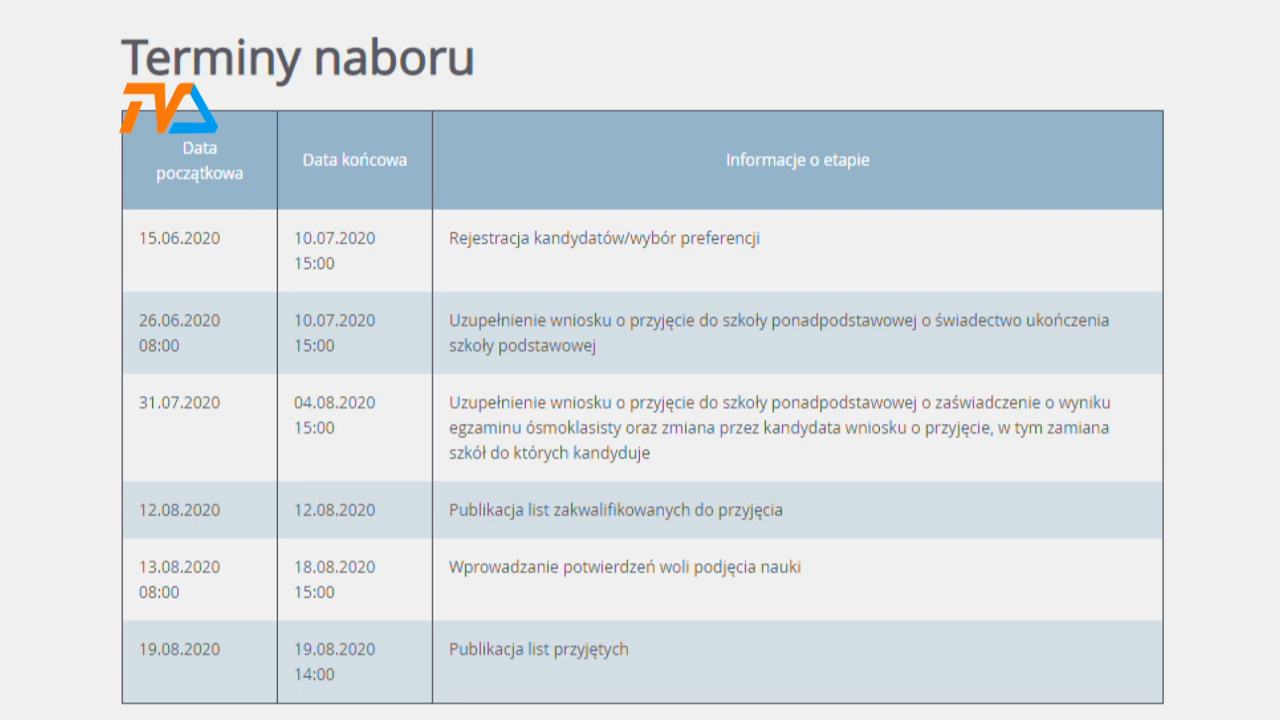 Terminy naboru
TVA
Data
początkowa
Data końcowa
Informacje o etapie
15.06.2020
10.07.2020
15:00
Rejestracja kandydatów/wybór preferencji
26.06.2020
08:00
10.07.2020
15:00
Uzupełnienie wniosku o przyjęcie do szkoły ponadpodstawowej o świadectwo ukończenia
szkoły podstawowej
31.07.2020
04.08.2020
15:00
Uzupełnienie wniosku o przyjęcie do szkoły ponadpodstawowej o zaświadczenie o wyniku
egzaminu ósmoklasisty oraz zmiana przez kandydata wniosku o przyjęcie, w tym zamiana
szkół do których kandyduje
12.08.2020
12.08.2020
Publikacja list zakwalifikowanych do przyjęcia
13.08.2020
08:00
18.08.2020
15:00
Wprowadzanie potwierdzeń woli podjęcia nauki
19.08.2020
19.08.2020
14:00
Publikacja list przyjętych